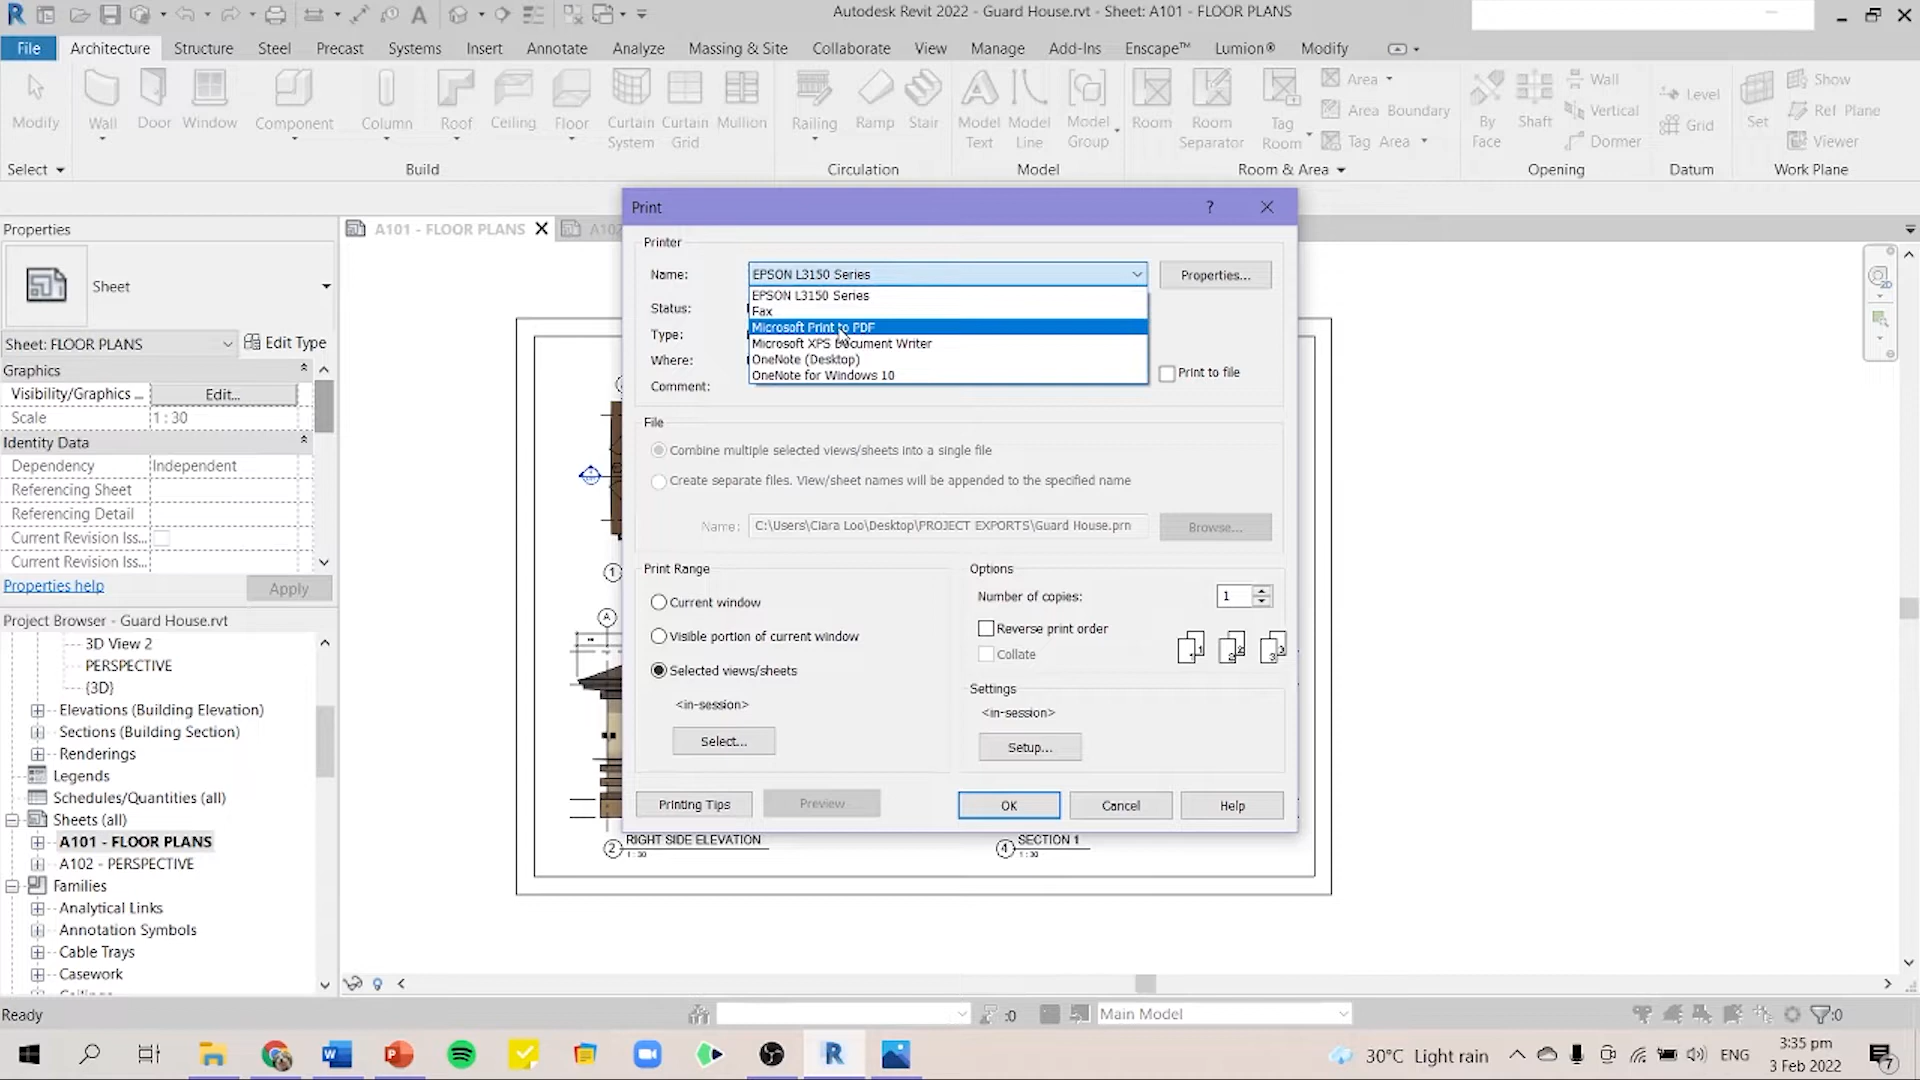 Autodesk Revit 2022 - Guard House.rvt - Sheet: A101 - FLOOR PLANS
File Architecture Structure Steel Precast Systems Insert Annotate Analyze Massing & Site Collaborate View Manage Add-Ins Enscape™ Lumion® Modify
Modify Wall Door Window Component Column Roof Ceiling Floor Curtain System Curtain Grid Mullion Railing Ramp Stair Model Text Model Line Model Group Room Room Separator Tag Room Area Area Boundary Tag Area By Face Shaft Wall Vertical Dormer Level Grid Set Show Ref Plane Viewer
Select Build Circulation Model Room & Area Opening Datum Work Plane
Properties
A101 - FLOOR PLANS
Sheet
Sheet: FLOOR PLANS Edit Type
Graphics
Visibility/Graphics ... Edit...
Scale 1 : 30
Identity Data
Dependency Independent
Referencing Sheet
Referencing Detail
Current Revision Iss...
Current Revision Iss...
Properties help Apply
Project Browser - Guard House.rvt
3D View 2
PERSPECTIVE
{3D}
Elevations (Building Elevation)
Sections (Building Section)
Renderings
Legends
Schedules/Quantities (all)
Sheets (all)
A101 - FLOOR PLANS
A102 - PERSPECTIVE
Families
Analytical Links
Annotation Symbols
Cable Trays
Casework
Print ?
Printer
Name: EPSON L3150 Series Properties...
EPSON L3150 Series
Fax
Microsoft Print to PDF
Microsoft XPS Document Writer
OneNote (Desktop)
OneNote for Windows 10
Status:
Type:
Where:
Comment:
Print to file
File
Combine multiple selected views/sheets into a single file
Create separate files. View/sheet names will be appended to the specified name
Name: C:\Users\Ciara Loo\Desktop\PROJECT EXPORTS\Guard House.prn Browse...
Print Range
Current window
Visible portion of current window
Selected views/sheets
<in-session>
Select...
Options
Number of copies: 1
Reverse print order
Collate
Settings
<in-session>
Setup...
Printing Tips Preview OK Cancel Help
1
A
2 RIGHT SIDE ELEVATION
1 : 30
4 SECTION 1
1 : 30
Ready :0 Main Model :0
30°C Light rain ENG 3:35 pm
3 Feb 2022
7